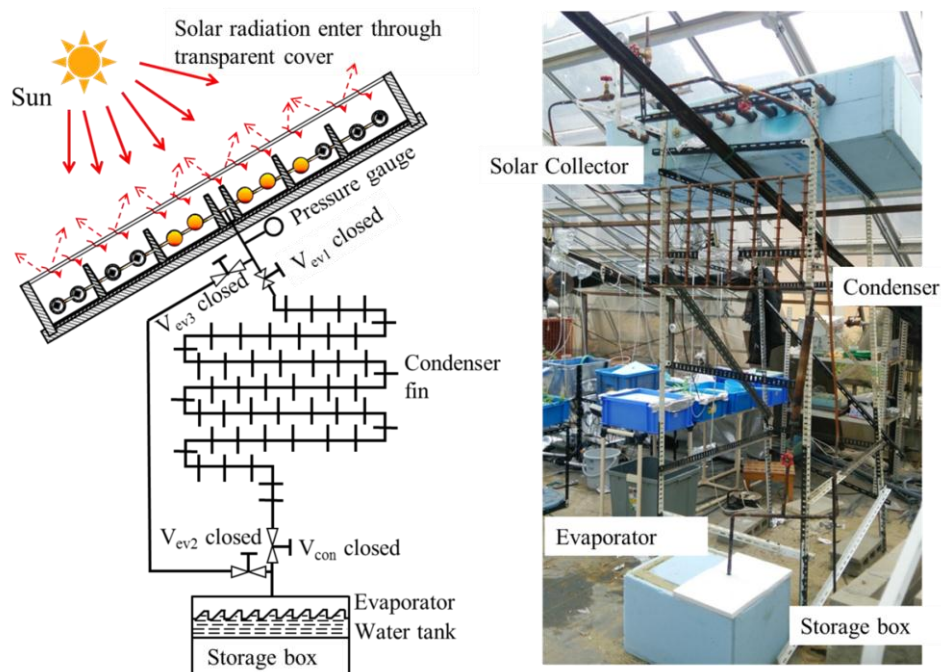 Solar radiation enter through
transparent cover
Sun
Pressure gauge
Vev1 closed
Vev3 closed
Condenser
fin
Vev2 closed
Vcon closed
Evaporator
Water tank
Storage box
Solar Collector
Condenser
Evaporator
Storage box